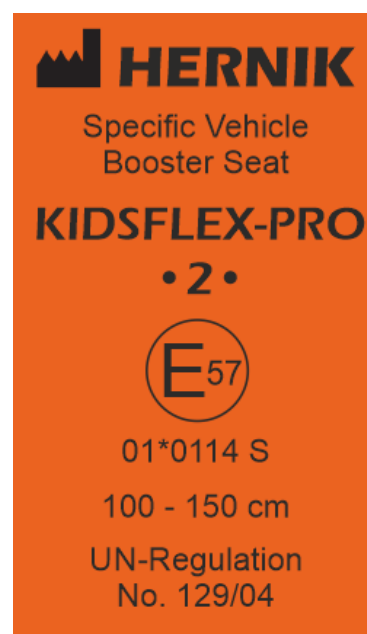 HERNIK
Specific Vehicle
Booster Seat
KIDSFLEX-PRO
•2•
E57
01*0114 S
100 - 150 cm
UN-Regulation
No. 129/04